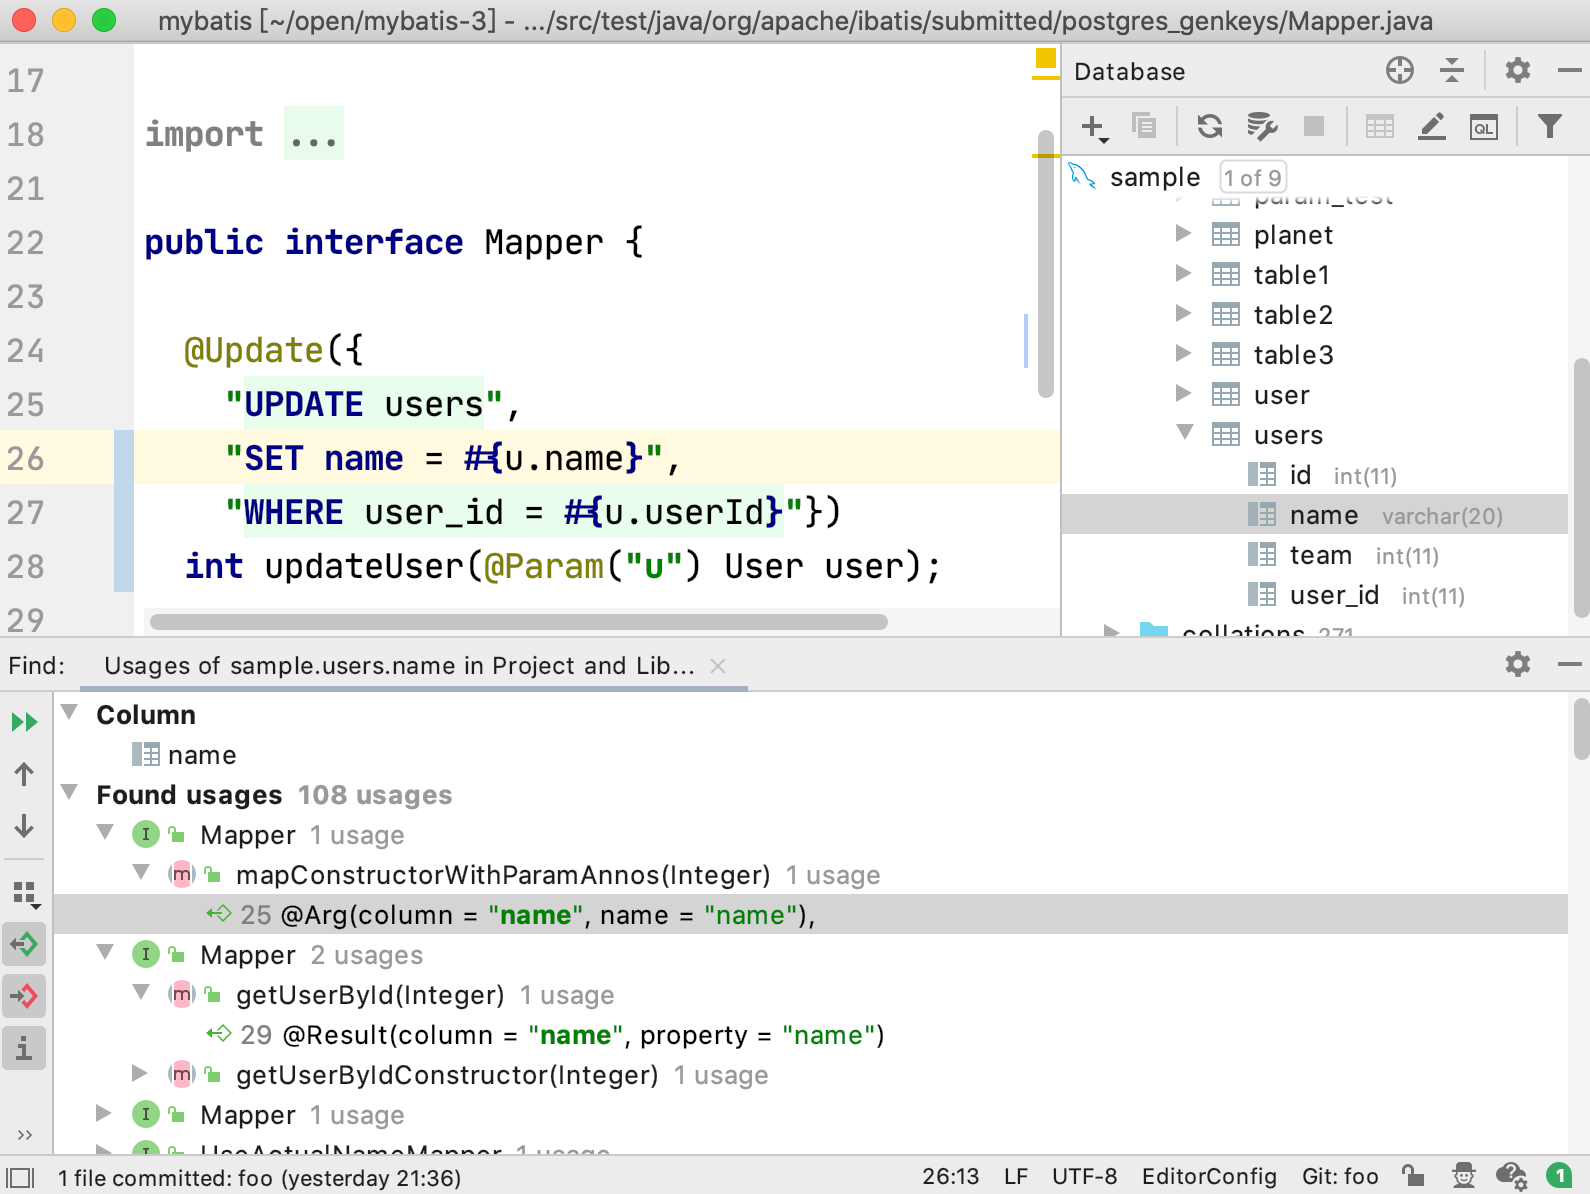 mybatis [~/open/mybatis-3] - .../src/test/java/org/apache/ibatis/submitted/postgres_genkeys/Mapper.java
17
18 import ...
21
22 public interface Mapper {
23
24 @Update({
25 "UPDATE users",
26 "SET name = #{u.name}",
27 "WHERE user_id = #{u.userId}"})
28 int updateUser(@Param("u") User user);
29
Database
QL
sample 1 of 9
param_test
planet
table1
table2
table3
user
users
id int(11)
name varchar(20)
team int(11)
user_id int(11)
collations 271
Find: Usages of sample.users.name in Project and Lib...
Column
name
Found usages 108 usages
I Mapper 1 usage
m mapConstructorWithParamAnnos(Integer) 1 usage
25 @Arg(column = "name", name = "name"),
I Mapper 2 usages
m getUserById(Integer) 1 usage
29 @Result(column = "name", property = "name")
m getUserByIdConstructor(Integer) 1 usage
I Mapper 1 usage
I UseActualNameMapper 1 usage
1 file committed: foo (yesterday 21:36) 26:13 LF UTF-8 EditorConfig Git: foo 1